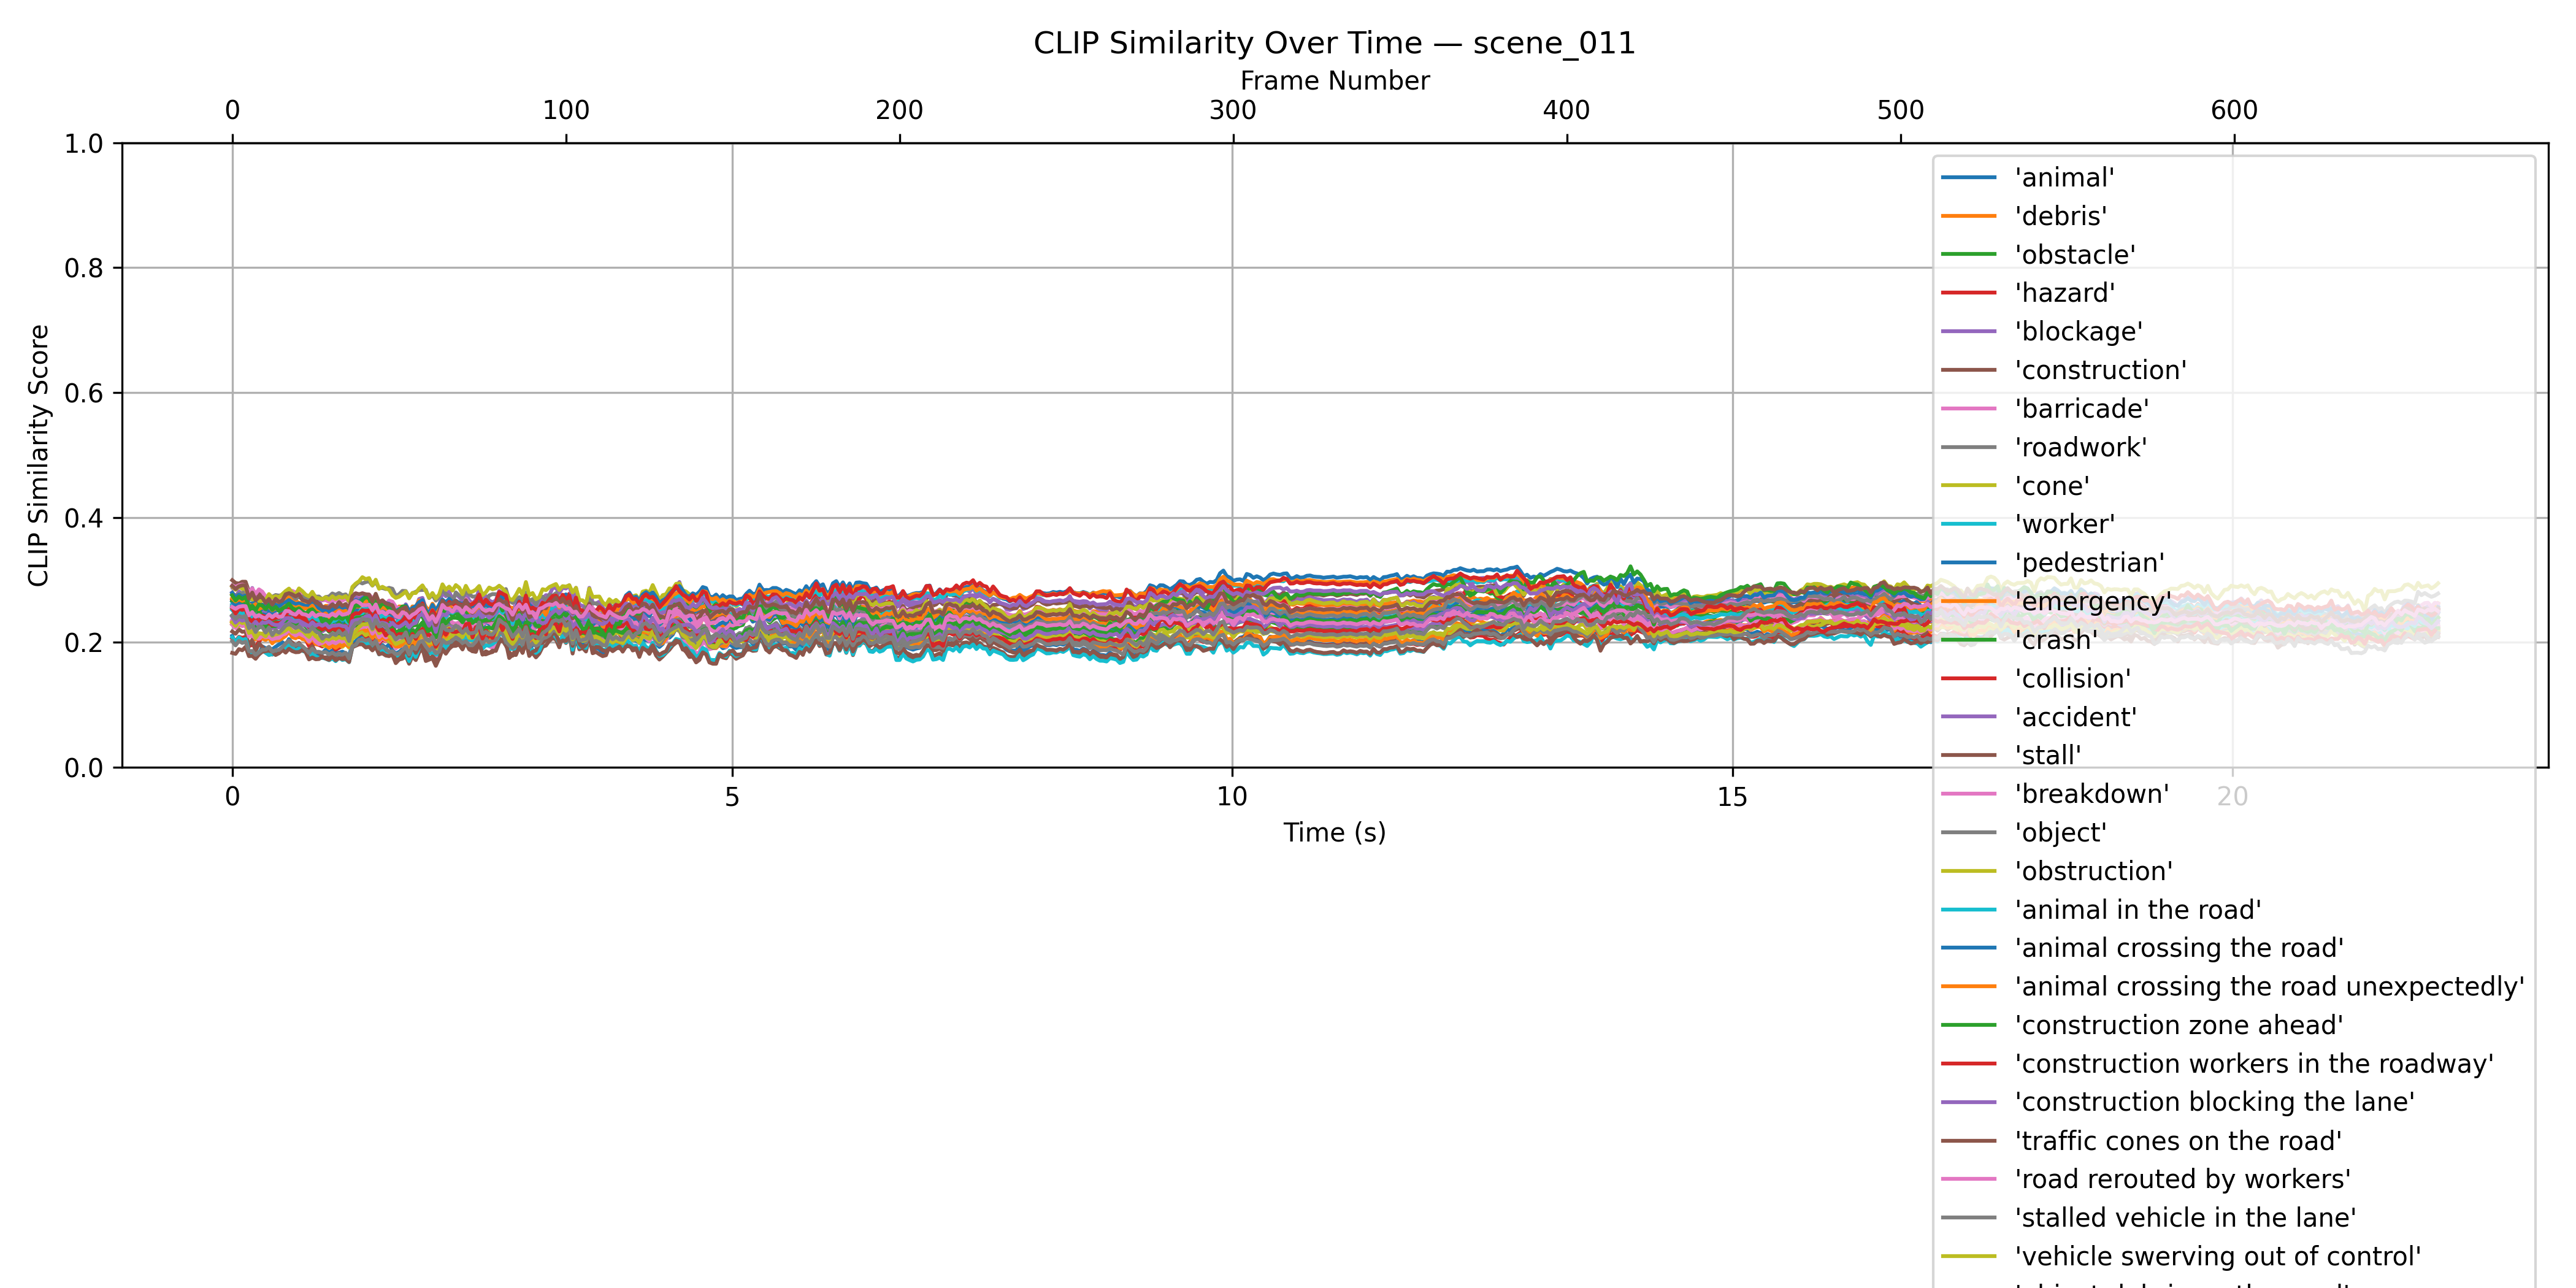 CLIP Similarity Over Time — scene_011
Frame Number
0 100 200 300 400 500 600
CLIP Similarity Score
1.0
0.8
0.6
0.4
0.2
0.0
0 5 10 15 20
Time (s)
'animal'
'debris'
'obstacle'
'hazard'
'blockage'
'construction'
'barricade'
'roadwork'
'cone'
'worker'
'pedestrian'
'emergency'
'crash'
'collision'
'accident'
'stall'
'breakdown'
'object'
'obstruction'
'animal in the road'
'animal crossing the road'
'animal crossing the road unexpectedly'
'construction zone ahead'
'construction workers in the roadway'
'construction blocking the lane'
'traffic cones on the road'
'road rerouted by workers'
'stalled vehicle in the lane'
'vehicle swerving out of control'